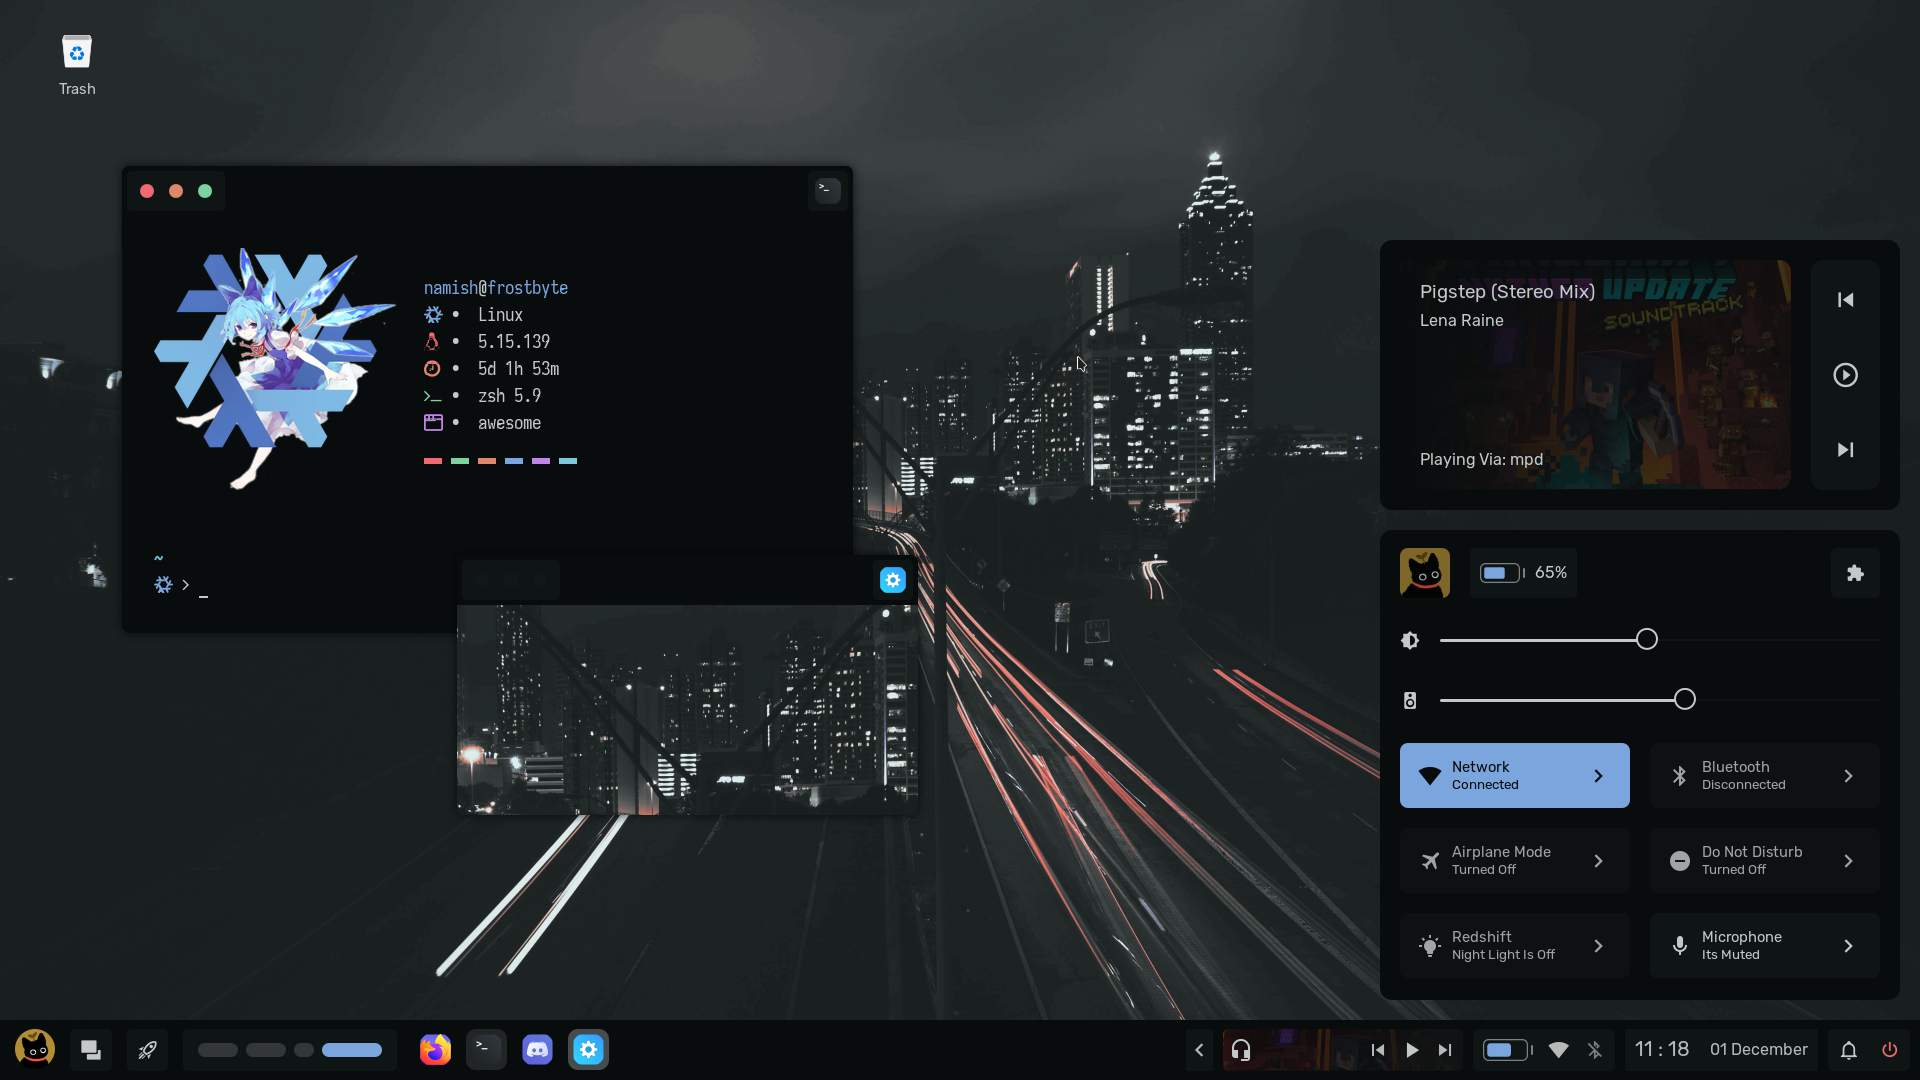 Trash
>_
namish@frostbyte
• Linux
• 5.15.139
• 5d 1h 53m
• zsh 5.9
• awesome
~
> _
Pigstep (Stereo Mix)
Lena Raine
UPDATE
SOUNDTRACK
Playing Via: mpd
65%
Network
Connected
Bluetooth
Disconnected
Airplane Mode
Turned Off
Do Not Disturb
Turned Off
Redshift
Night Light Is Off
Microphone
Its Muted
EXIT
>_
11 : 18
01 December